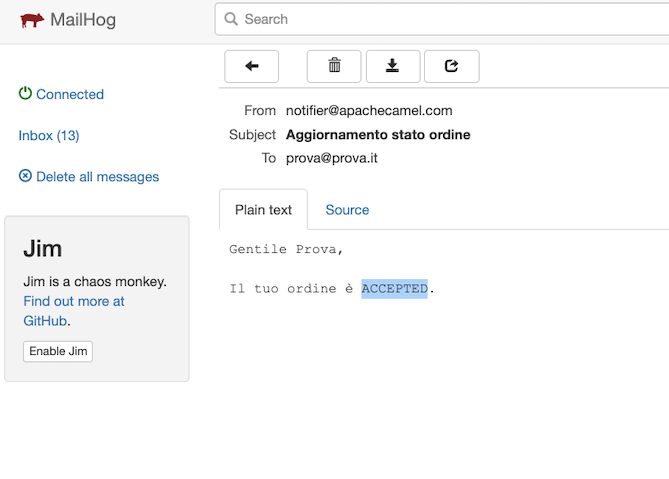 MailHog
Search
Connected
Inbox (13)
Delete all messages
Jim
Jim is a chaos monkey.
Find out more at
GitHub.
Enable Jim
From notifier@apachecamel.com
Subject Aggiornamento stato ordine
To prova@prova.it
Plain text Source
Gentile Prova,
Il tuo ordine è ACCEPTED.